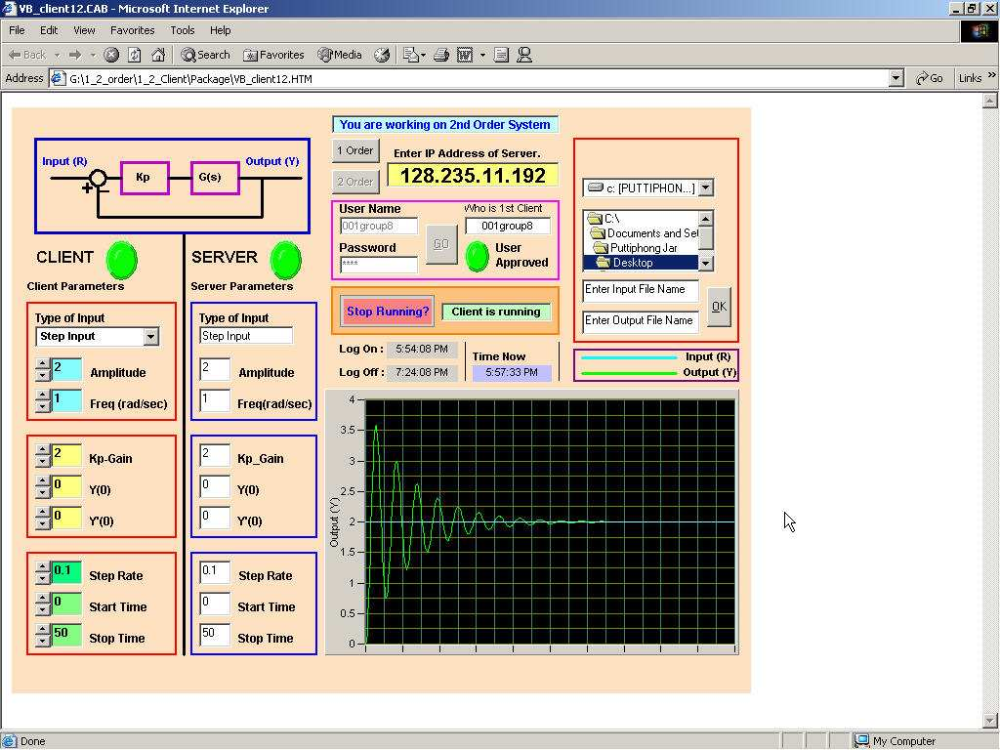 VB_client12.CAB - Microsoft Internet Explorer
File Edit View Favorites Tools Help
Back Search Favorites Media
Address G:\1_2_order\1_2_Client\Package\VB_client12.HTM Go Links »
You are working on 2nd Order System
Input (R) Output (Y)
Kp G(s)
+ −
1 Order
2 Order
Enter IP Address of Server.
128.235.11.192
User Name
001group8
Password
****
GO
Who is 1st Client
001group8
User
Approved
c: [PUTTIPHON...]
C:\
Documents and Set
Puttiphong Jar
Desktop
Enter Input File Name
Enter Output File Name
OK
CLIENT SERVER
Client Parameters Server Parameters
Stop Running? Client is running
Log On : 5:54:08 PM
Log Off : 7:24:08 PM
Time Now
5:57:33 PM
Input (R)
Output (Y)
Type of Input
Step Input
2 Amplitude
1 Freq (rad/sec)
2 Kp-Gain
0 Y(0)
0 Y'(0)
0.1 Step Rate
0 Start Time
50 Stop Time
Type of Input
Step Input
2 Amplitude
1 Freq(rad/sec)
2 Kp_Gain
0 Y(0)
0 Y'(0)
0.1 Step Rate
0 Start Time
50 Stop Time
Output (Y)
4
3.5
3
2.5
2
1.5
1
0.5
0
Done My Computer